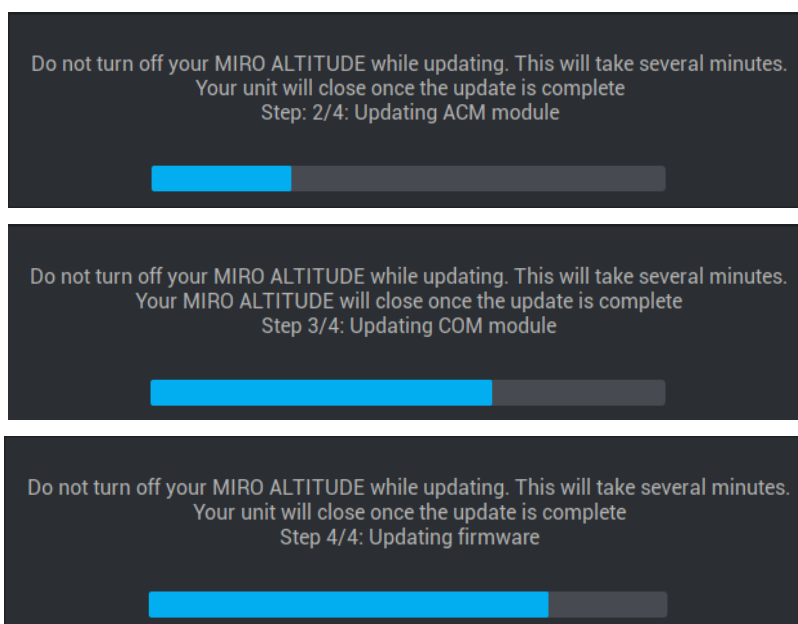 Do not turn off your MIRO ALTITUDE while updating. This will take several minutes.
Your unit will close once the update is complete
Step: 2/4: Updating ACM module
Do not turn off your MIRO ALTITUDE while updating. This will take several minutes.
Your MIRO ALTITUDE will close once the update is complete
Step 3/4: Updating COM module
Do not turn off your MIRO ALTITUDE while updating. This will take several minutes.
Your unit will close once the update is complete
Step 4/4: Updating firmware